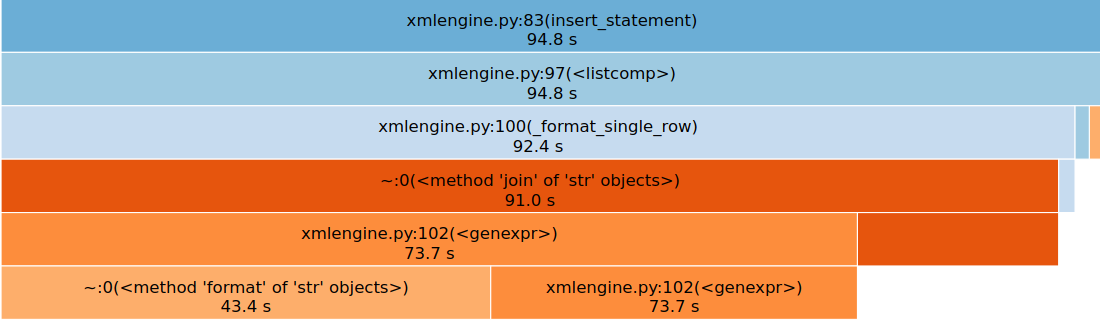 xmlengine.py:83(insert_statement)
94.8 s
xmlengine.py:97(<listcomp>)
94.8 s
xmlengine.py:100(_format_single_row)
92.4 s
~:0(<method 'join' of 'str' objects>)
91.0 s
xmlengine.py:102(<genexpr>)
73.7 s
~:0(<method 'format' of 'str' objects>)
43.4 s
xmlengine.py:102(<genexpr>)
73.7 s